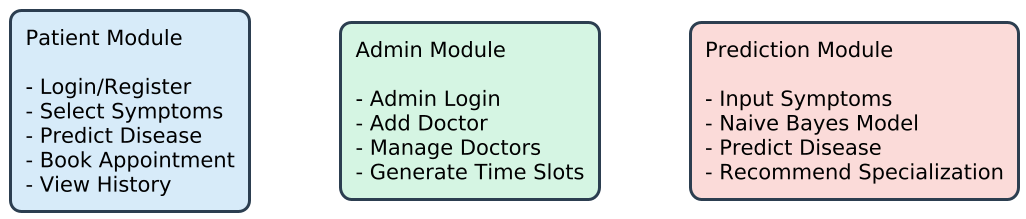 Patient Module
- Login/Register
- Select Symptoms
- Predict Disease
- Book Appointment
- View History
Admin Module
- Admin Login
- Add Doctor
- Manage Doctors
- Generate Time Slots
Prediction Module
- Input Symptoms
- Naive Bayes Model
- Predict Disease
- Recommend Specialization